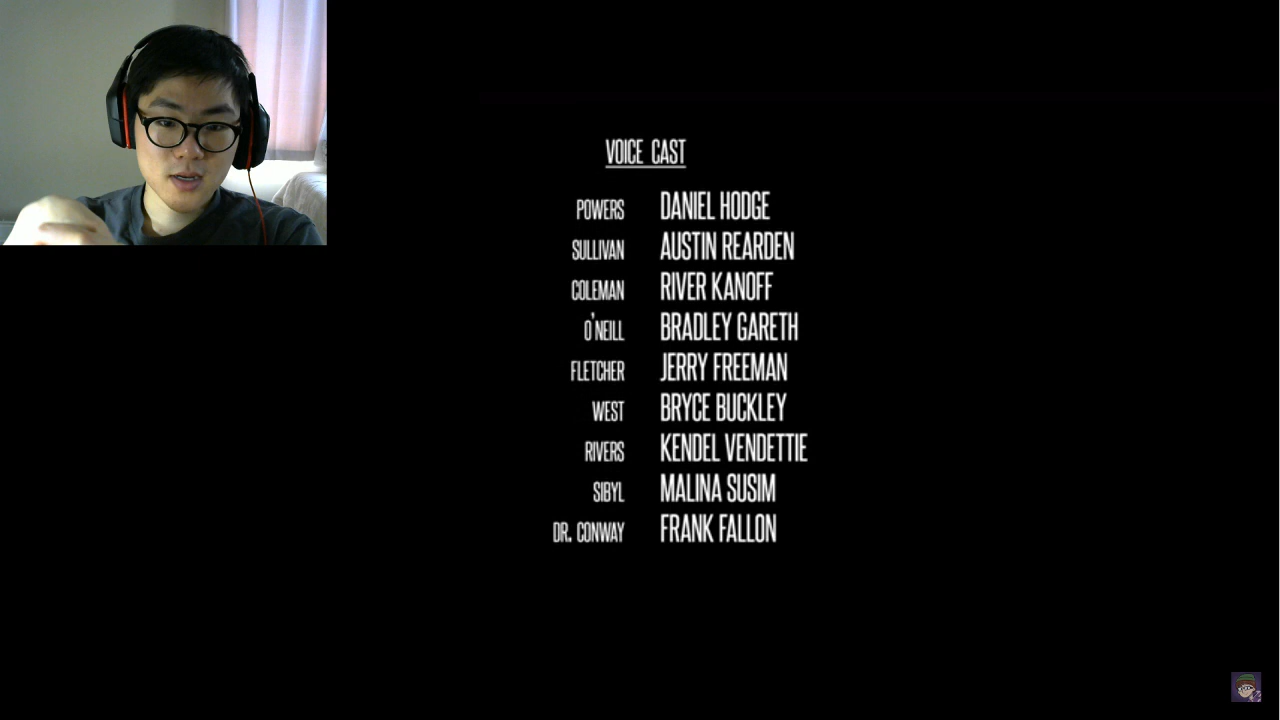 VOICE CAST
POWERS DANIEL HODGE
SULLIVAN AUSTIN REARDEN
COLEMAN RIVER KANOFF
O'NEILL BRADLEY GARETH
FLETCHER JERRY FREEMAN
WEST BRYCE BUCKLEY
RIVERS KENDEL VENDETTIE
SIBYL MALINA SUSIM
DR. CONWAY FRANK FALLON